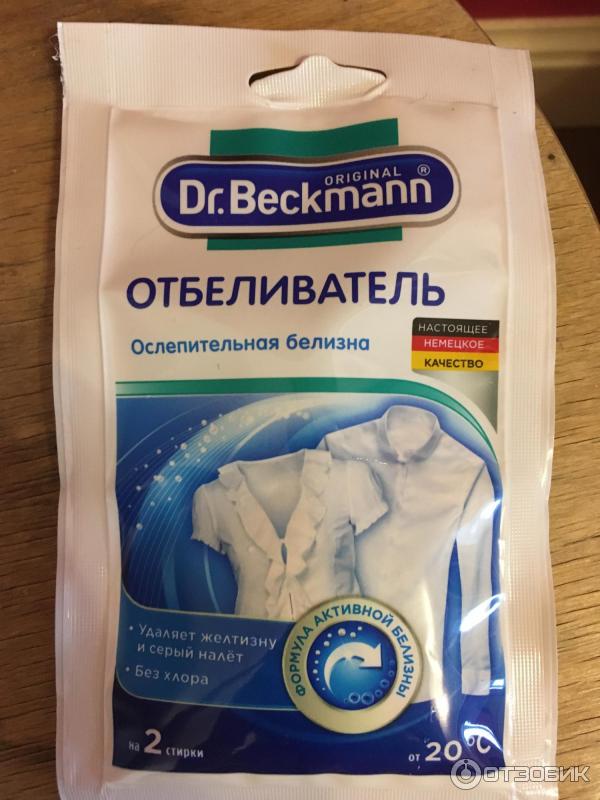 ORIGINAL
Dr.Beckmann®
ОТБЕЛИВАТЕЛЬ
Ослепительная белизна
НАСТОЯЩЕЕ
НЕМЕЦКОЕ
КАЧЕСТВО
• Удаляет желтизну
и серый налёт
• Без хлора
ФОРМУЛА АКТИВНОЙ БЕЛИЗНЫ
на 2 стирки
от 20 °C
ОТЗОВИК